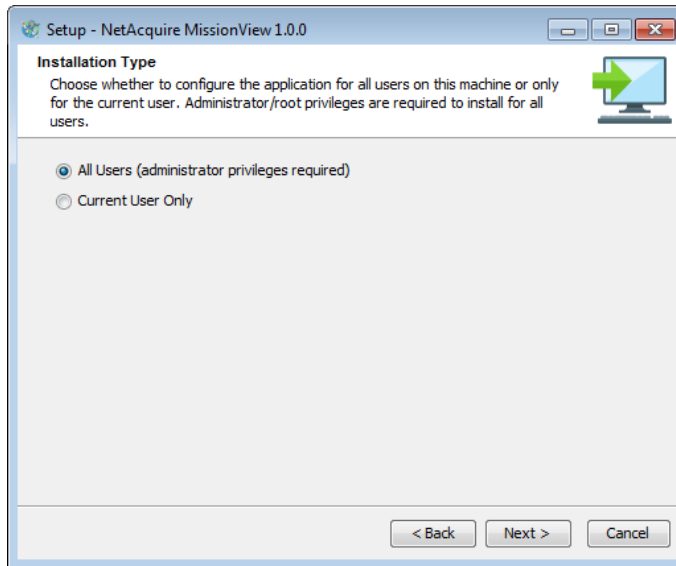 Setup - NetAcquire MissionView 1.0.0
Installation Type
Choose whether to configure the application for all users on this machine or only
for the current user. Administrator/root privileges are required to install for all
users.
All Users (administrator privileges required)
Current User Only
< Back Next > Cancel